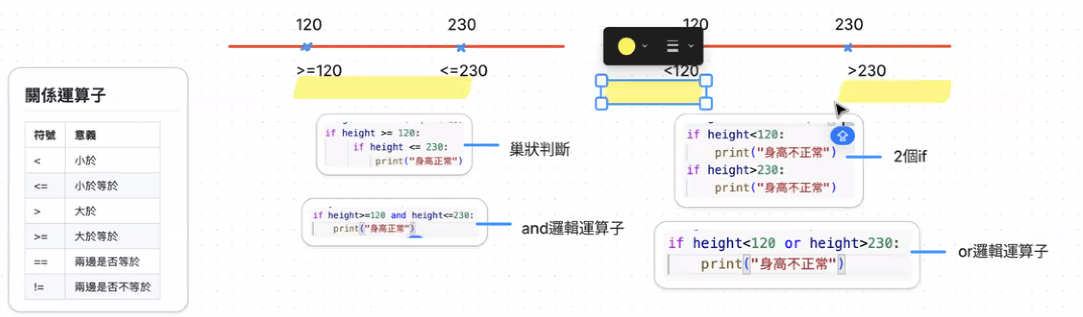 120
230
120
230
>=120
<=230
<120
>230
關係運算子
符號
意義
<
小於
<=
小於等於
>
大於
>=
大於等於
==
兩邊是否等於
!=
兩邊是否不等於
if height >= 120:
if height <= 230:
print("身高正常")
巢狀判斷
if height>=120 and height<=230:
print("身高正常")
and邏輯運算子
if height<120:
print("身高不正常")
if height>230:
print("身高不正常")
2個if
if height<120 or height>230:
print("身高不正常")
or邏輯運算子